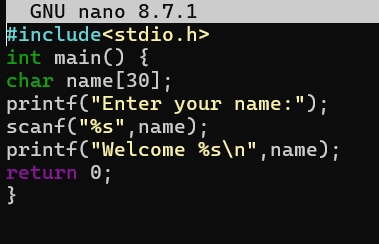 GNU nano 8.7.1
#include<stdio.h>
int main() {
char name[30];
printf("Enter your name:");
scanf("%s",name);
printf("Welcome %s\n",name);
return 0;
}